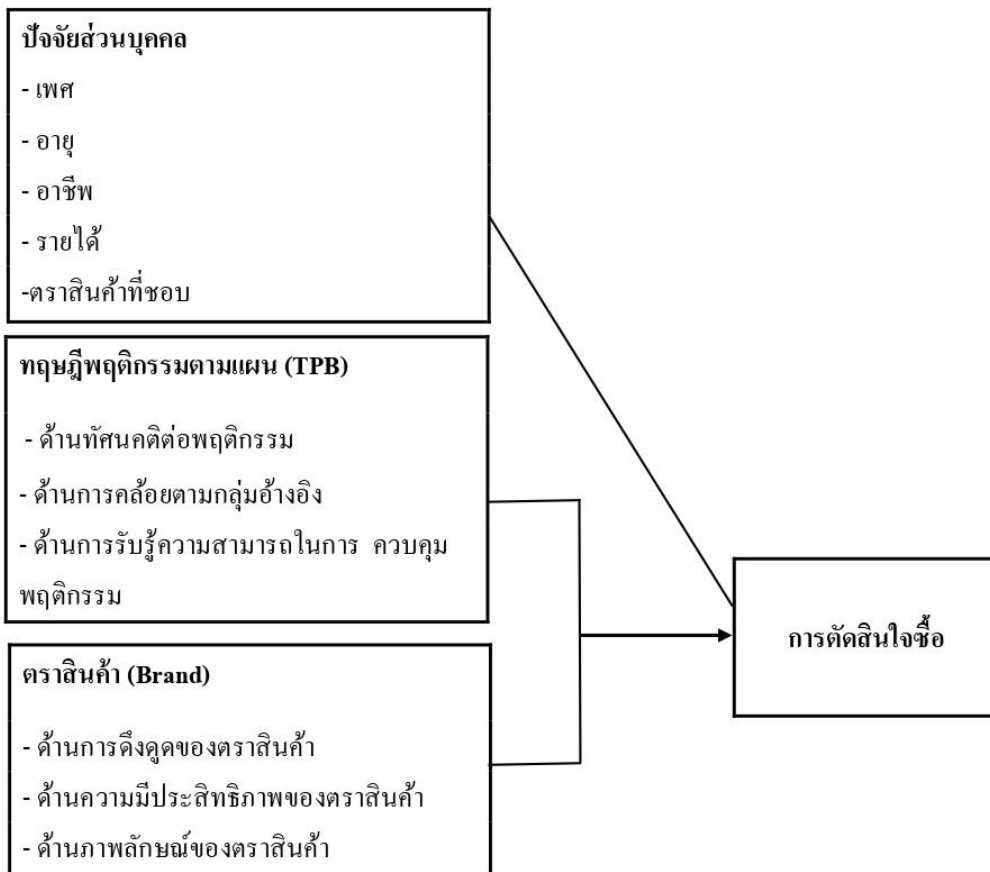 ปัจจัยส่วนบุคคล
- เพศ
- อายุ
- อาชีพ
- รายได้
-ตราสินค้าที่ชอบ
ทฤษฎีพฤติกรรมตามแผน (TPB)
- ด้านทัศนคติต่อพฤติกรรม
- ด้านการคล้อยตามกลุ่มอ้างอิง
- ด้านการรับรู้ความสามารถในการ ควบคุม
พฤติกรรม
การตัดสินใจซื้อ
ตราสินค้า (Brand)
- ด้านการดึงดูดของตราสินค้า
- ด้านความมีประสิทธิภาพของตราสินค้า
- ด้านภาพลักษณ์ของตราสินค้า